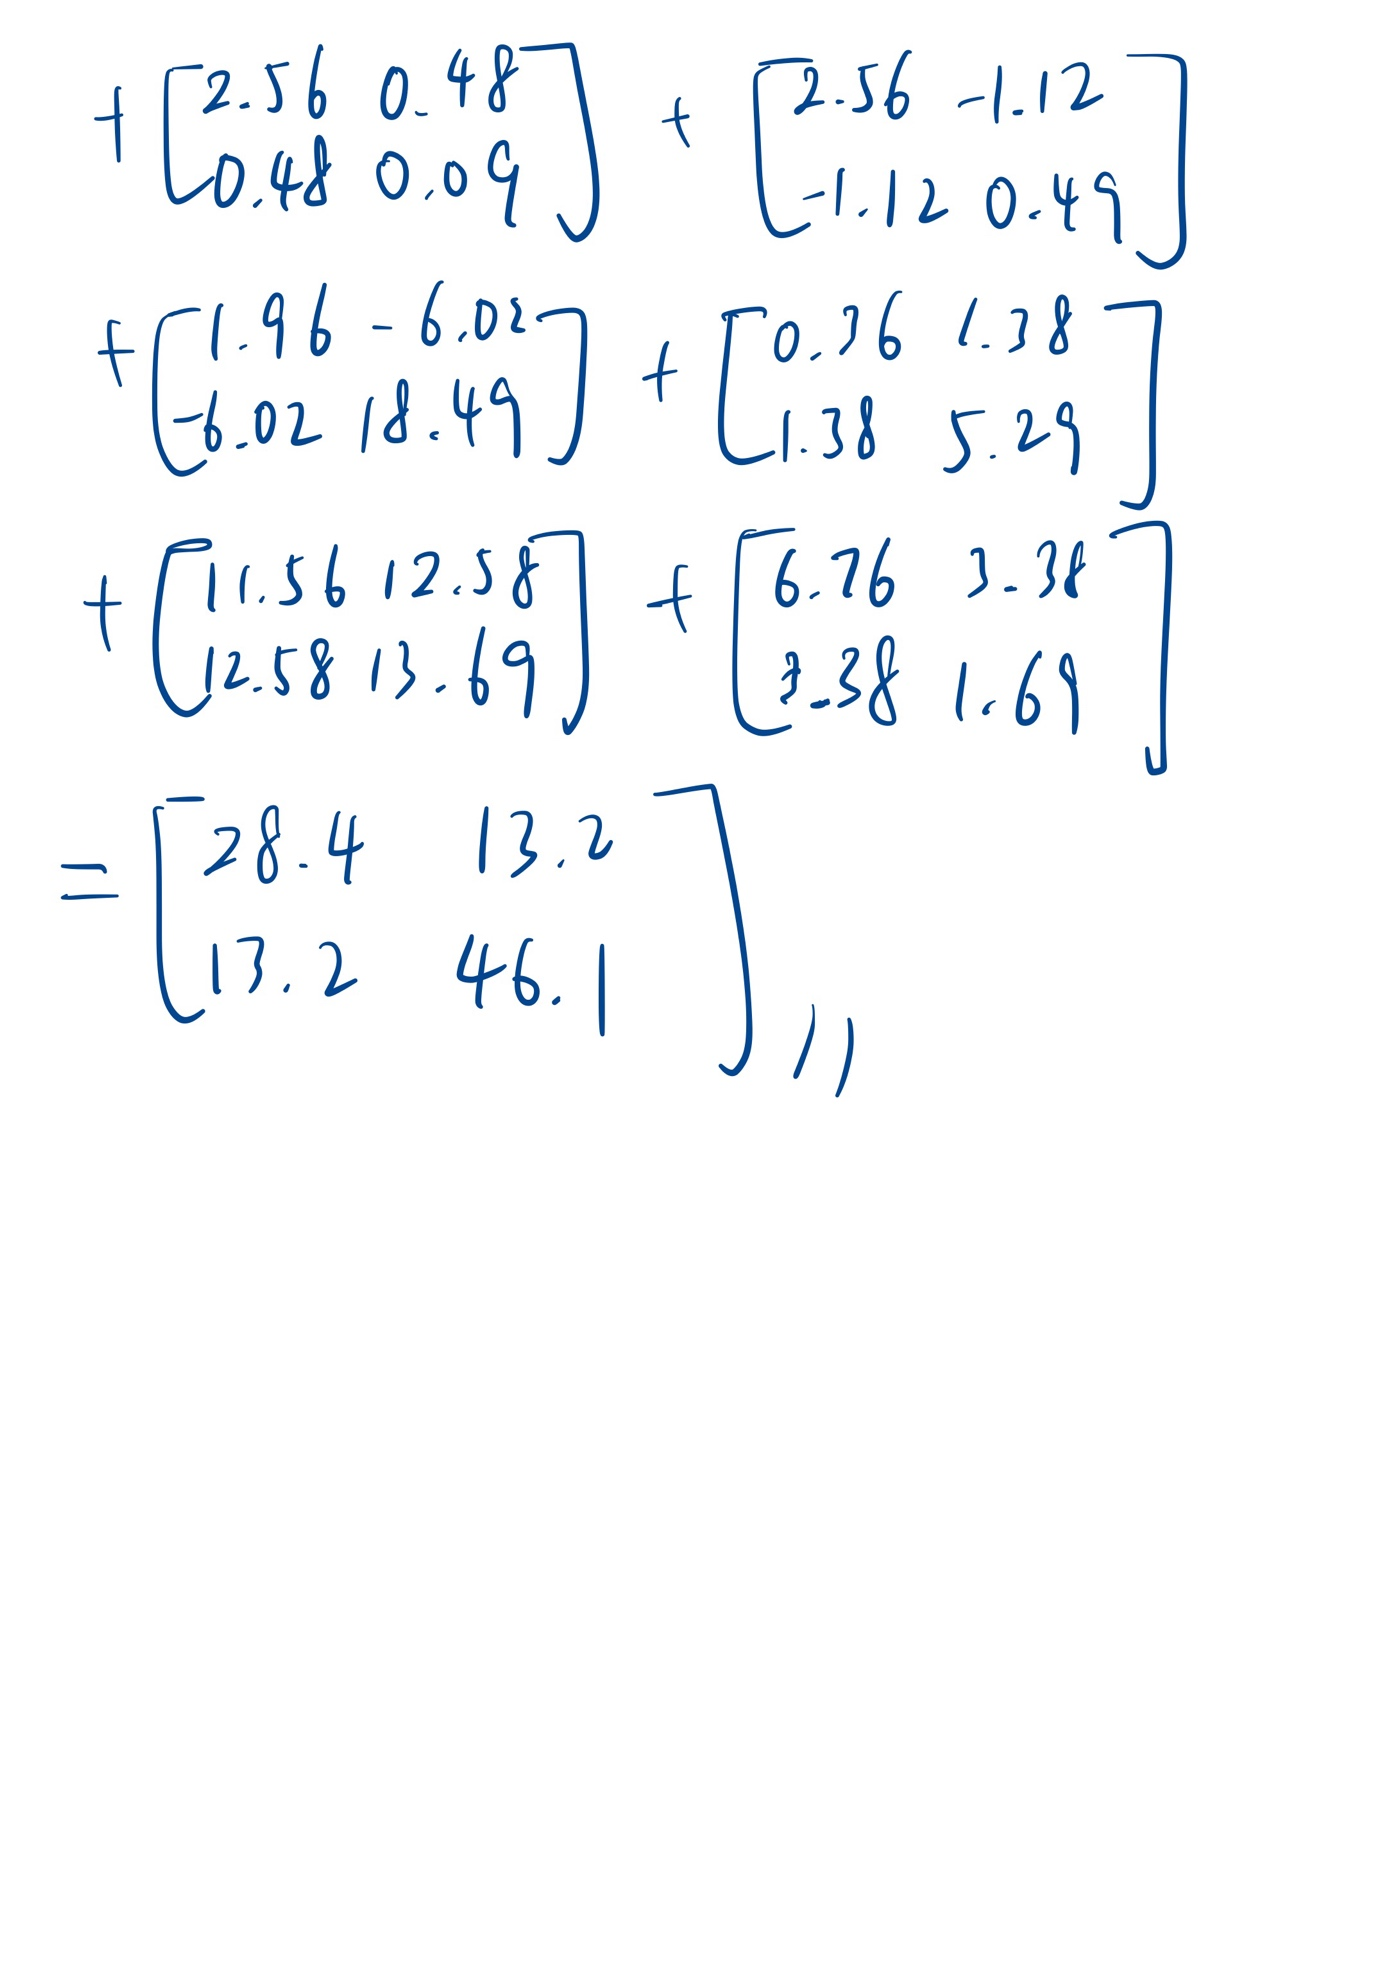 + [2.56 0.48 + [2.56 -1.12
0.48 0.09] -1.12 0.49]
+ [1.96 -6.02 + [0.36 1.38
-6.02 18.49] 1.38 5.29]
+ [11.56 12.58 + [6.76 3.38
12.58 13.69] 3.38 1.69]
= [28.4 13.2
13.2 46.1] //